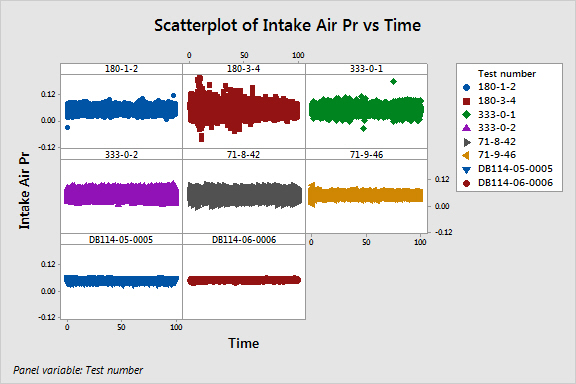 Scatterplot of Intake Air Pr vs Time
0 50 100
180-1-2 180-3-4 333-0-1
0.12
0.00
-0.12
333-0-2 71-8-42 71-9-46
0.12
0.00
-0.12
DB114-05-0005 DB114-06-0006
0.12
0.00
-0.12
0 50 100
0 50 100
Intake Air Pr
Time
Test number
180-1-2
180-3-4
333-0-1
333-0-2
71-8-42
71-9-46
DB114-05-0005
DB114-06-0006
Panel variable: Test number